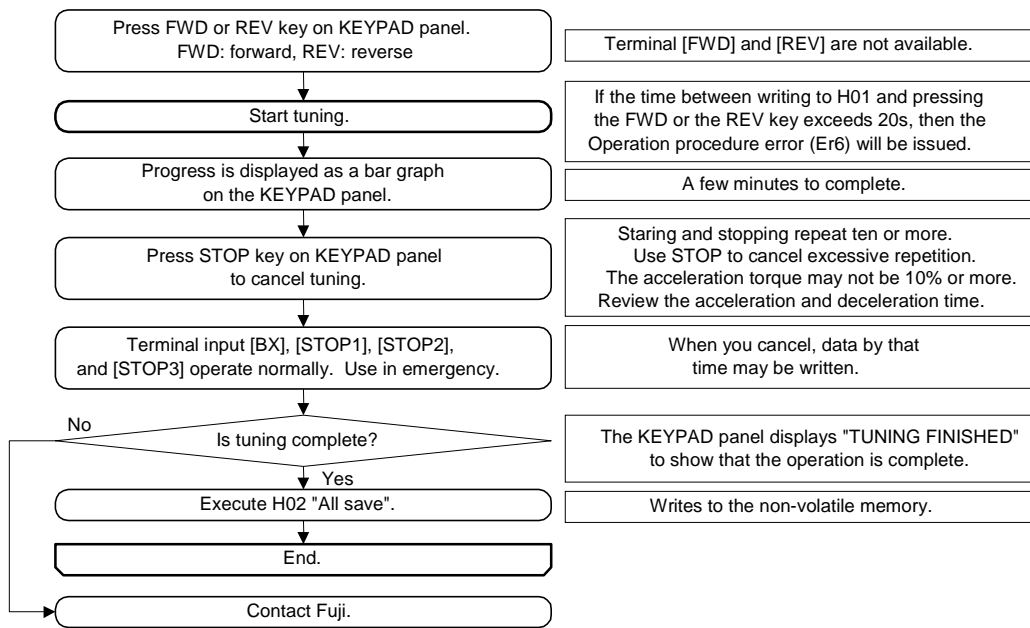 Press FWD or REV key on KEYPAD panel.
FWD: forward, REV: reverse
Terminal [FWD] and [REV] are not available.
Start tuning.
If the time between writing to H01 and pressing
the FWD or the REV key exceeds 20s, then the
Operation procedure error (Er6) will be issued.
Progress is displayed as a bar graph
on the KEYPAD panel.
A few minutes to complete.
Press STOP key on KEYPAD panel
to cancel tuning.
Staring and stopping repeat ten or more.
Use STOP to cancel excessive repetition.
The acceleration torque may not be 10% or more.
Review the acceleration and deceleration time.
Terminal input [BX], [STOP1], [STOP2],
and [STOP3] operate normally. Use in emergency.
When you cancel, data by that
time may be written.
No
Is tuning complete?
The KEYPAD panel displays "TUNING FINISHED"
to show that the operation is complete.
Yes
Execute H02 "All save".
Writes to the non-volatile memory.
End.
Contact Fuji.